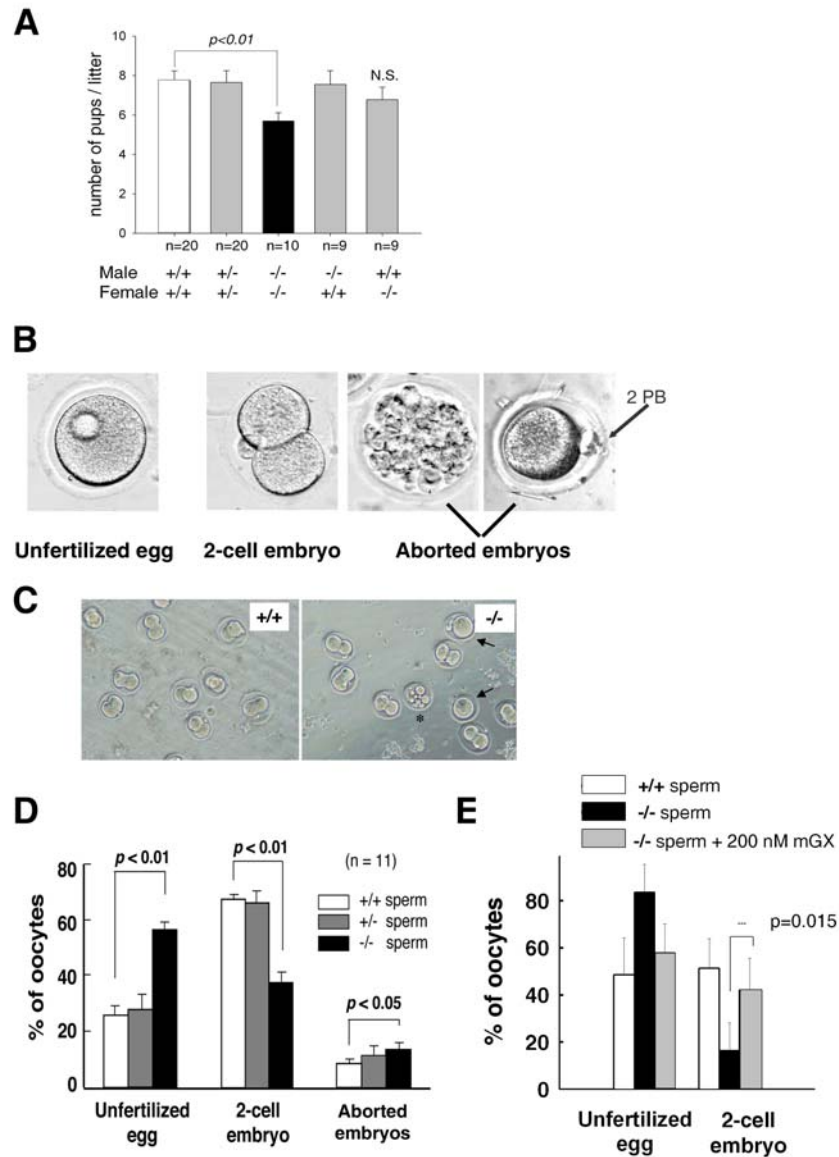 A
p<0.01
N.S.
number of pups / litter
10
8
6
4
2
0
n=20 n=20 n=10 n=9 n=9
Male +/+ +/- -/- -/- +/+
Female +/+ +/- -/- +/+ -/-
B
2 PB
Unfertilized egg 2-cell embryo Aborted embryos
C
+/+ -/-
*
D
p < 0.01 p < 0.01 (n = 11)
+/+ sperm
+/- sperm
-/- sperm
p < 0.05
% of oocytes
80
60
40
20
0
Unfertilized egg
2-cell embryo
Aborted embryos
E
+/+ sperm
-/- sperm
-/- sperm + 200 nM mGX
p=0.015
% of oocytes
80
60
40
20
0
Unfertilized egg
2-cell embryo